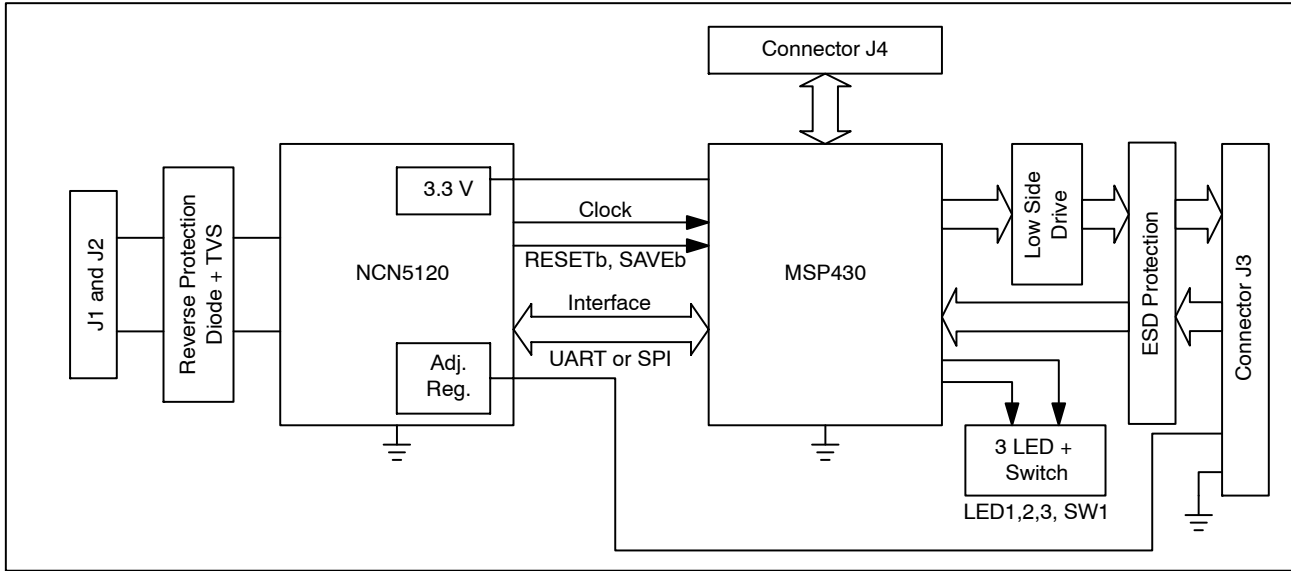 Connector J4
J1 and J2
Reverse Protection
Diode + TVS
NCN5120
3.3 V
Adj.
Reg.
Clock
RESETb, SAVEb
Interface
UART or SPI
MSP430
Low Side
Drive
ESD Protection
Connector J3
3 LED +
Switch
LED1,2,3, SW1